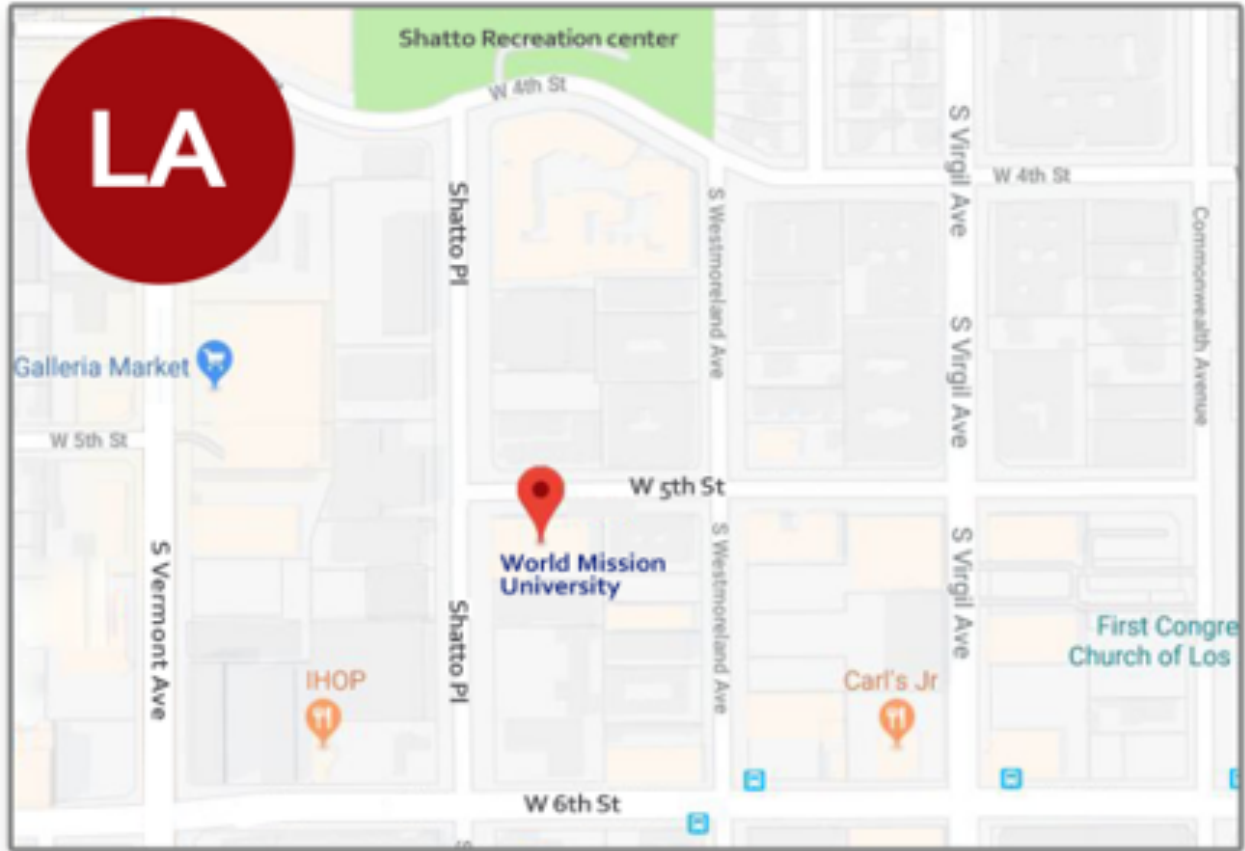 Shatto Recreation center
LA
W 4th St
W 4th St
S Virgil Ave
Shatto Pl
S Westmoreland Ave
Commonwealth Avenue
Galleria Market
S Virgil Ave
W 5th St
W 5th St
World Mission
University
S Vermont Ave
Shatto Pl
S Westmoreland Ave
S Virgil Ave
First Congre
Church of Los
IHOP
Carl's Jr
W 6th St